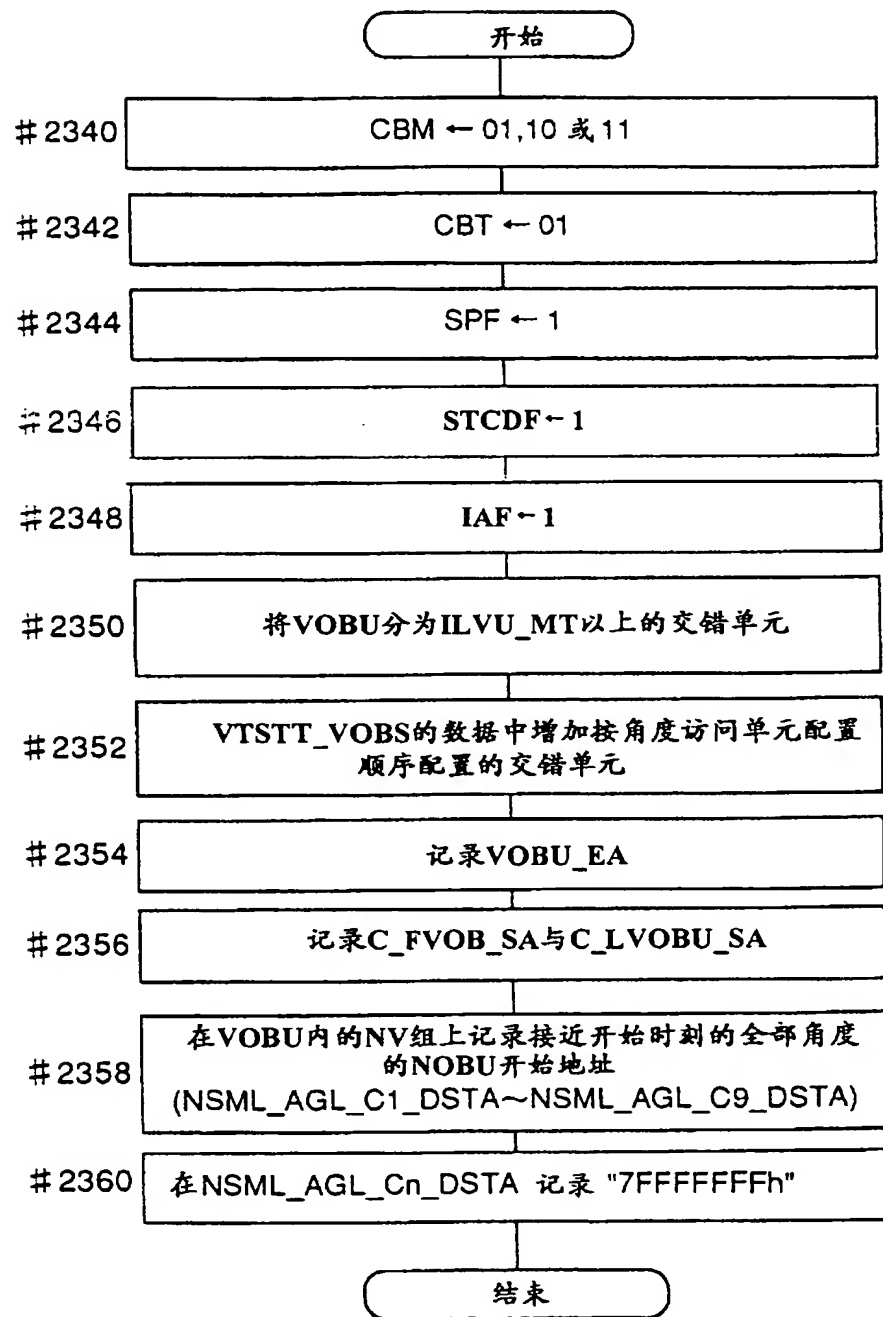 开始
#2340 CBM ← 01,10 或 11
#2342 CBT ← 01
#2344 SPF ← 1
#2346 STCDF←1
#2348 IAF←1
#2350 将VOBU分为ILVU_MT以上的交错单元
#2352 VTSTT_VOBS的数据中增加按角度访问单元配置
顺序配置的交错单元
#2354 记录VOBU_EA
#2356 记录C_FVOB_SA与C_LVOBU_SA
#2358 在VOBU内的NV组上记录接近开始时刻的全部角度
的NOBU开始地址
(NSML_AGL_C1_DSTA～NSML_AGL_C9_DSTA)
#2360 在NSML_AGL_Cn_DSTA 记录 "7FFFFFFFh"
结束